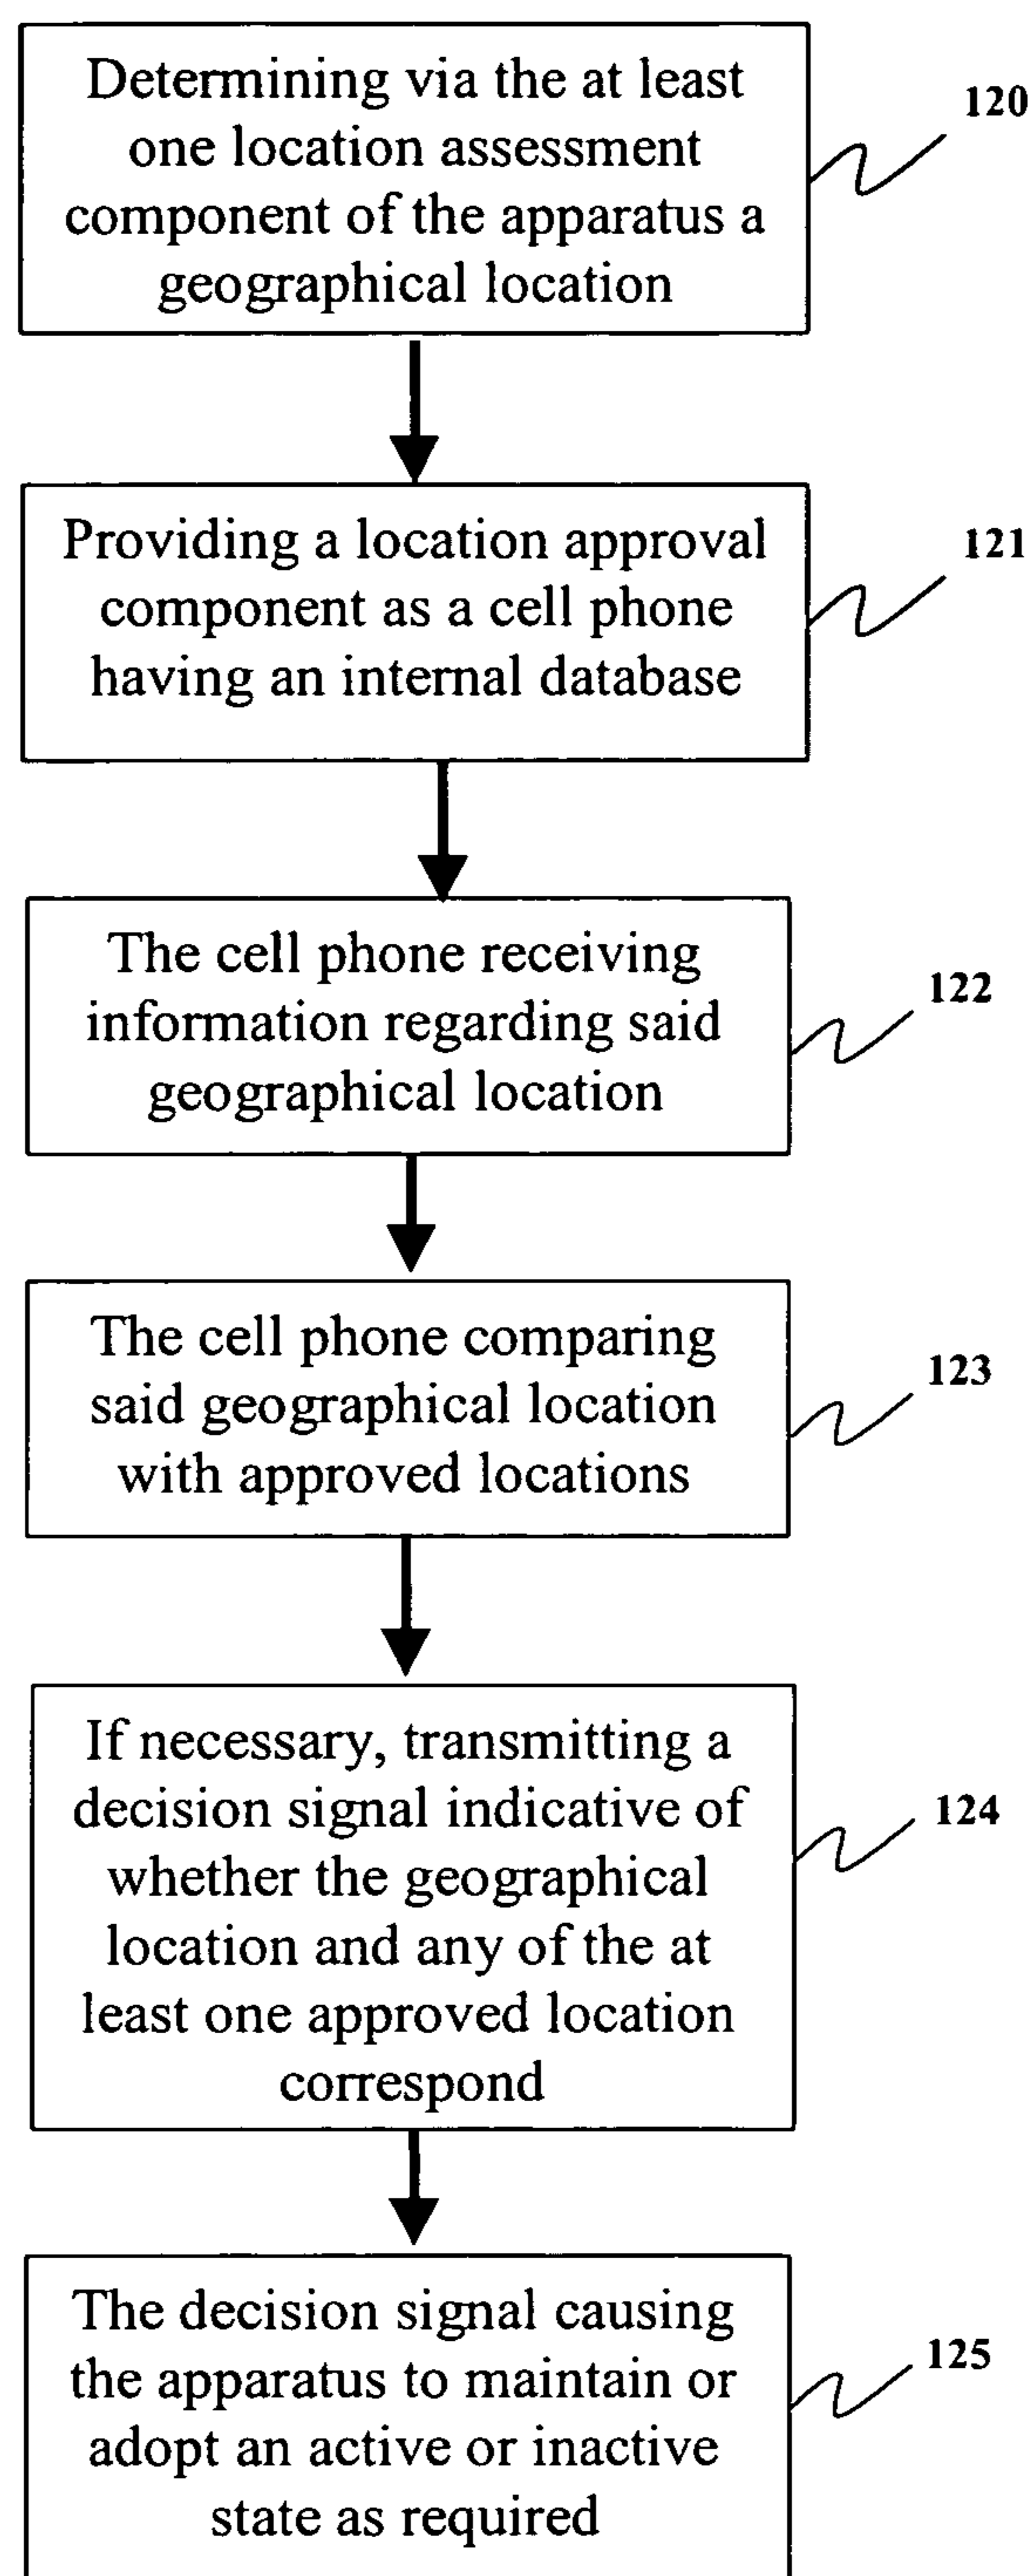 Determining via the at least
one location assessment
component of the apparatus a
geographical location
120
Providing a location approval
component as a cell phone
having an internal database
121
The cell phone receiving
information regarding said
geographical location
122
The cell phone comparing
said geographical location
with approved locations
123
If necessary, transmitting a
decision signal indicative of
whether the geographical
location and any of the at
least one approved location
correspond
124
The decision signal causing
the apparatus to maintain or
adopt an active or inactive
state as required
125